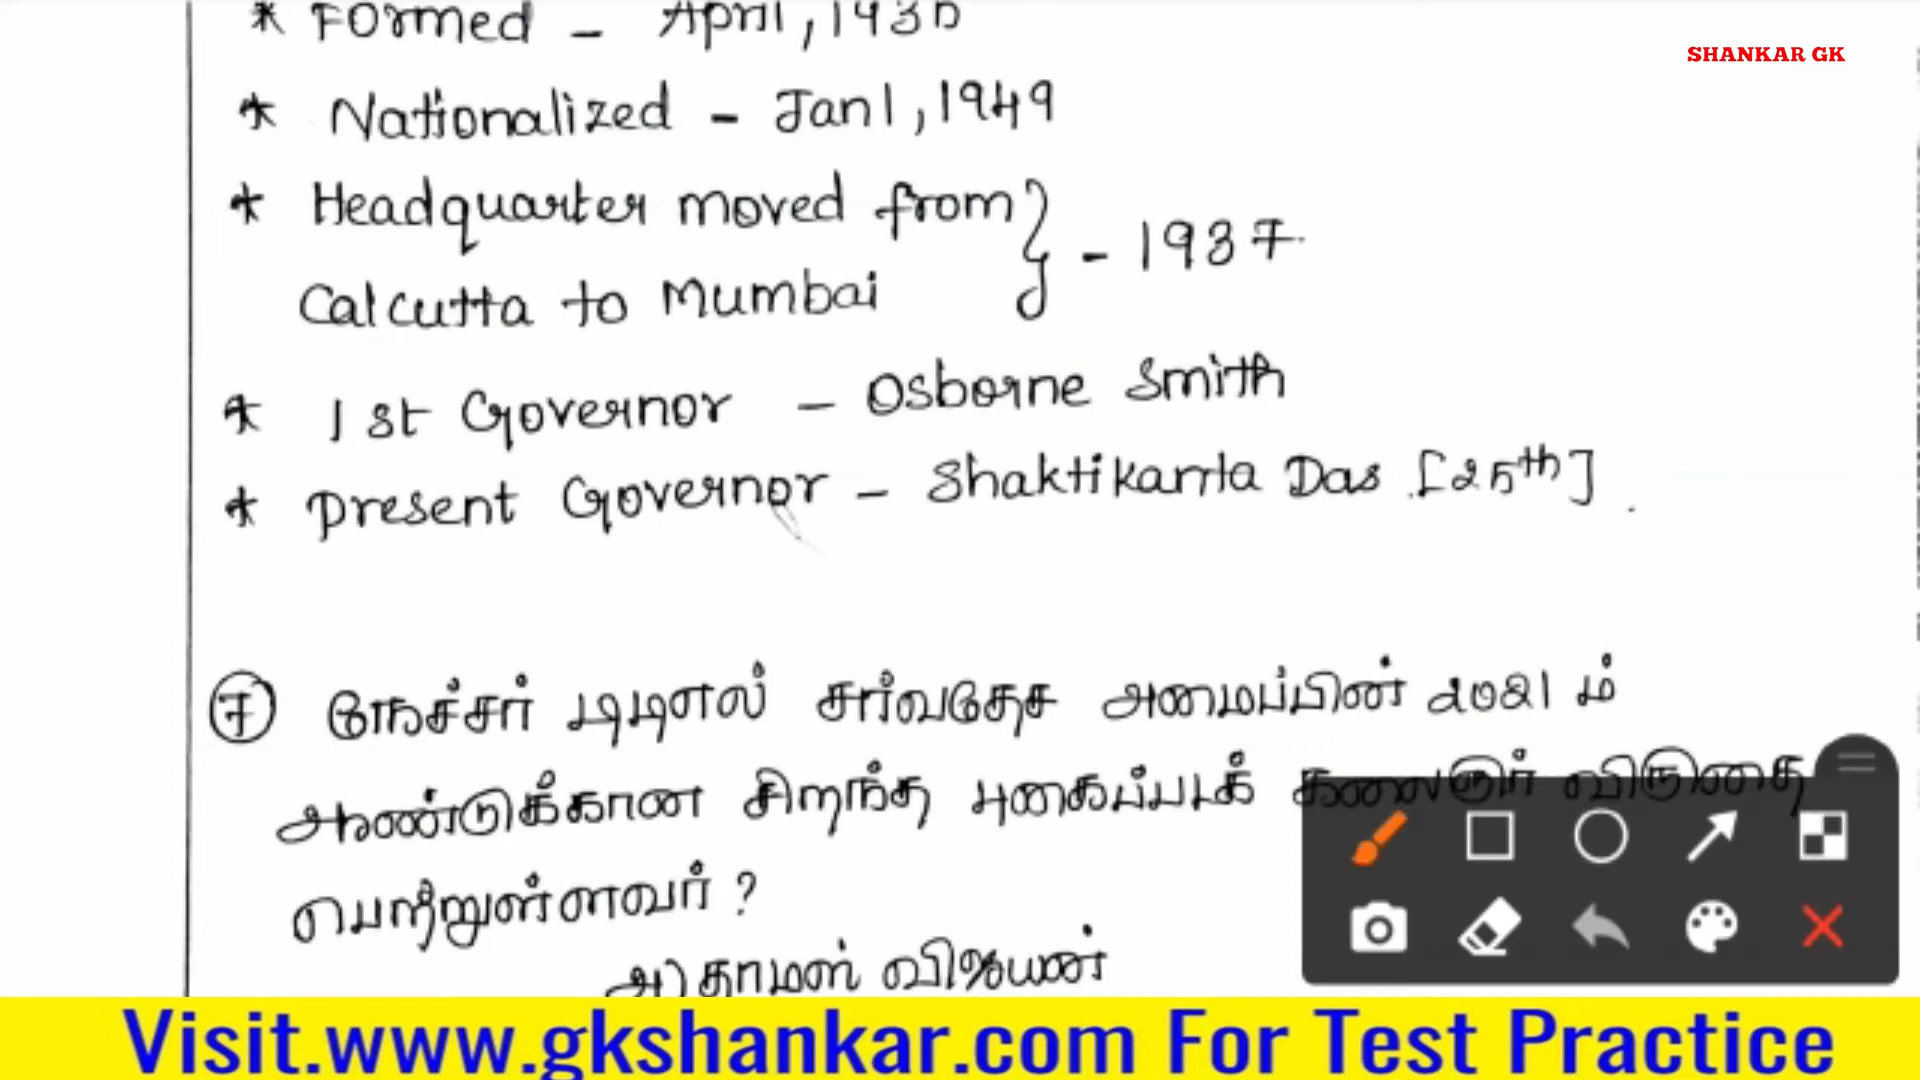 SHANKAR GK
* Formed - April, 1935
* Nationalized - Jan 1, 1949
* Headquarter moved from
Calcutta to Mumbai } - 1937
* 1st Governor - Osborne Smith
* Present Governor - Shaktikanta Das [25th]
7 நேச்சர் டிடிஎல் சர்வதேச அமைப்பின் 2021 ம்
ஆண்டுக்கான சிறந்த புகைப்படக் கலைஞர் விருதை
பெற்றுள்ளவர் ?
அ) தாமஸ் விஜயன்
Visit.www.gkshankar.com For Test Practice